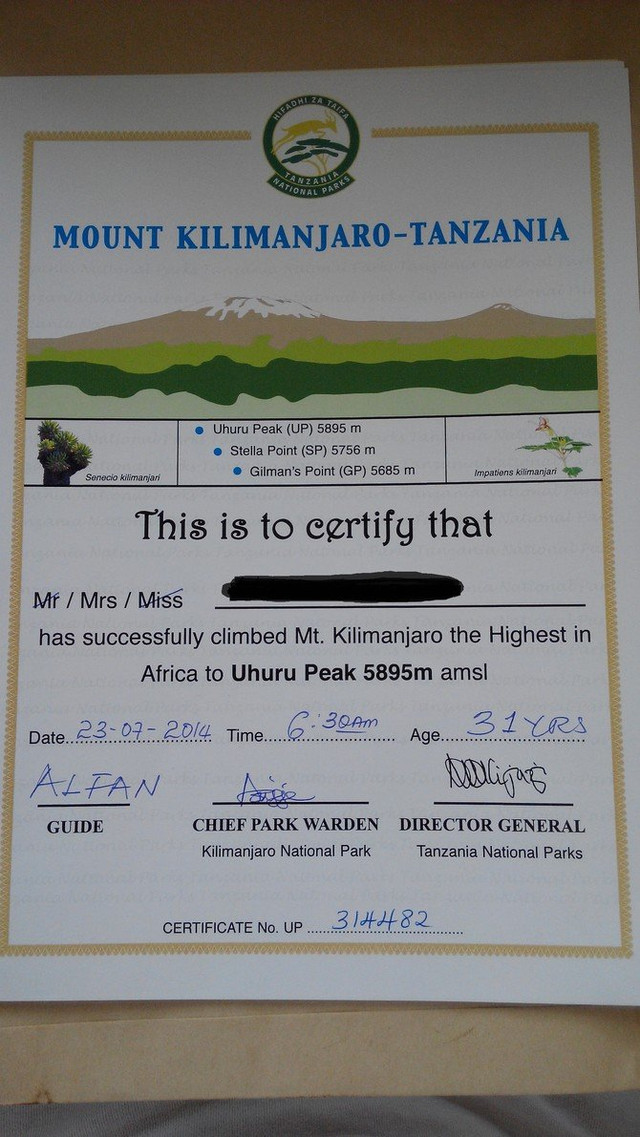 HIFADHI ZA TAIFA
TANZANIA
NATIONAL PARKS
MOUNT KILIMANJARO-TANZANIA
Uhuru Peak (UP) 5895 m
Stella Point (SP) 5756 m
Gilman's Point (GP) 5685 m
Senecio kilimanjari
Impatiens kilimanjari
This is to certify that
Mr / Mrs / Miss
has successfully climbed Mt. Kilimanjaro the Highest in
Africa to Uhuru Peak 5895m amsl
Date 23-07-2014 Time 6:30AM Age 31 YRS
ALFAN
GUIDE CHIEF PARK WARDEN DIRECTOR GENERAL
Kilimanjaro National Park Tanzania National Parks
CERTIFICATE No. UP 314482